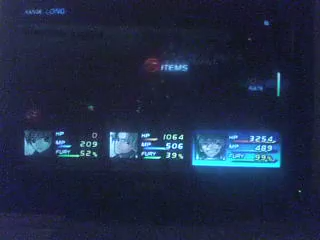 ITEMS
HP 0
MP 209
FURY 52%
HP 1064
MP 506
FURY 39%
HP 3254
MP 489
FURY 99%